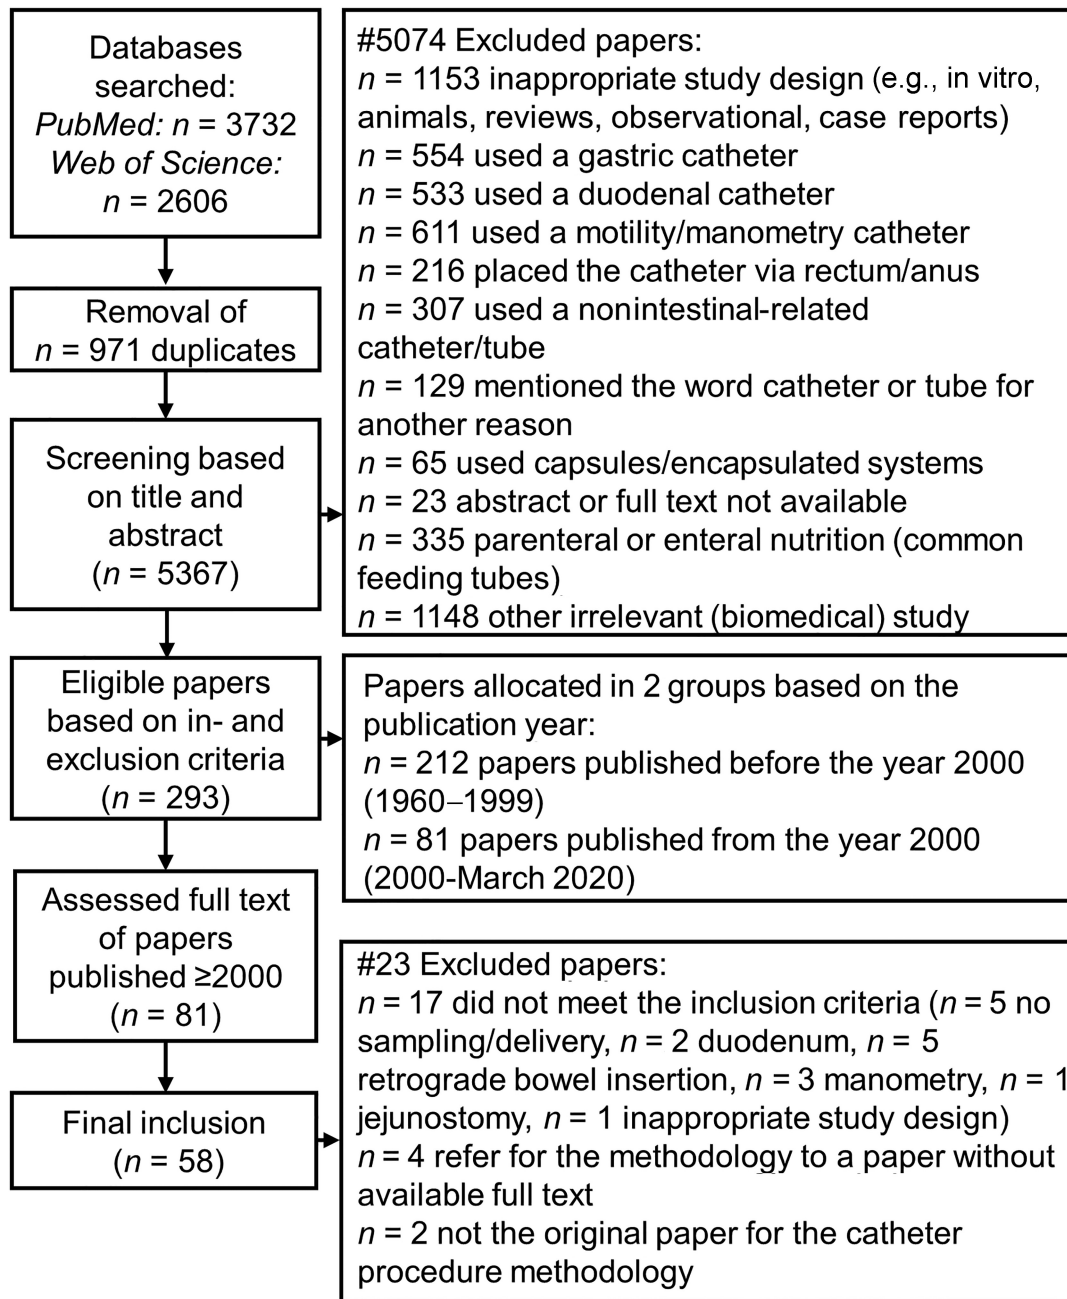 Databases
searched:
PubMed: n = 3732
Web of Science:
n = 2606
Removal of
n = 971 duplicates
Screening based
on title and
abstract
(n = 5367)
Eligible papers
based on in- and
exclusion criteria
(n = 293)
Assessed full text
of papers
published ≥2000
(n = 81)
Final inclusion
(n = 58)
#5074 Excluded papers:
n = 1153 inappropriate study design (e.g., in vitro,
animals, reviews, observational, case reports)
n = 554 used a gastric catheter
n = 533 used a duodenal catheter
n = 611 used a motility/manometry catheter
n = 216 placed the catheter via rectum/anus
n = 307 used a nonintestinal-related
catheter/tube
n = 129 mentioned the word catheter or tube for
another reason
n = 65 used capsules/encapsulated systems
n = 23 abstract or full text not available
n = 335 parenteral or enteral nutrition (common
feeding tubes)
n = 1148 other irrelevant (biomedical) study
Papers allocated in 2 groups based on the
publication year:
n = 212 papers published before the year 2000
(1960–1999)
n = 81 papers published from the year 2000
(2000-March 2020)
#23 Excluded papers:
n = 17 did not meet the inclusion criteria (n = 5 no
sampling/delivery, n = 2 duodenum, n = 5
retrograde bowel insertion, n = 3 manometry, n = 1
jejunostomy, n = 1 inappropriate study design)
n = 4 refer for the methodology to a paper without
available full text
n = 2 not the original paper for the catheter
procedure methodology